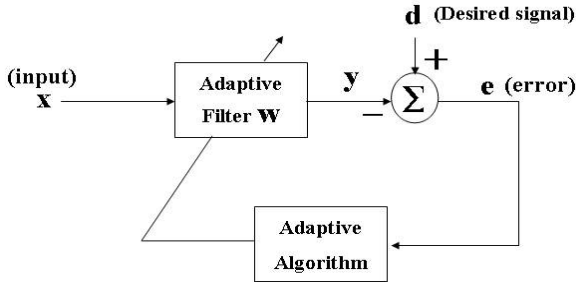 d (Desired signal)
+
(input)
x
Adaptive
Filter W
y
−
Σ
e (error)
Adaptive
Algorithm